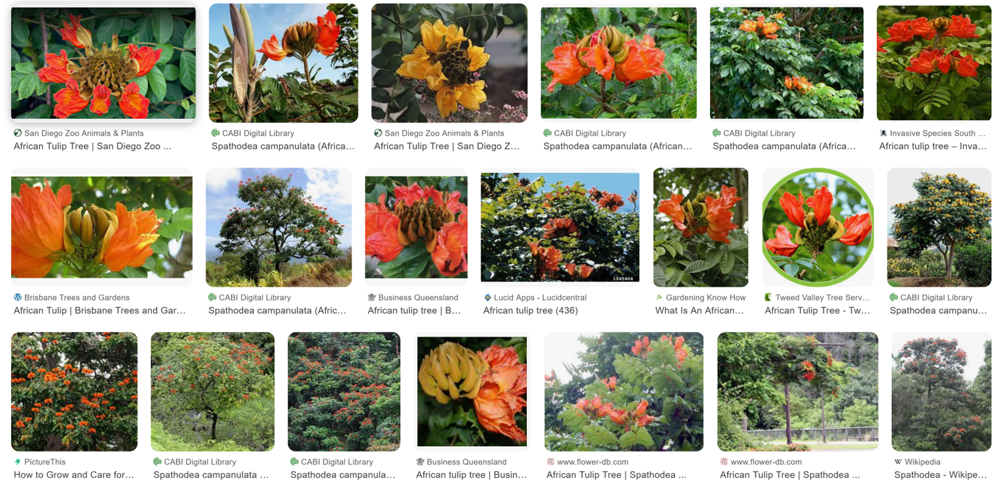 San Diego Zoo Animals & Plants
African Tulip Tree | San Diego Zoo ...
CABI Digital Library
Spathodea campanulata (Africa...
San Diego Zoo Animals & Plants
African Tulip Tree | San Diego Z...
CABI Digital Library
Spathodea campanulata (African...
CABI Digital Library
Spathodea campanulata (Africa...
Invasive Species South ...
African tulip tree – Inva...
1565404
Brisbane Trees and Gardens
African Tulip | Brisbane Trees and Gar...
CABI Digital Library
Spathodea campanulata (Afric...
Business Queensland
African tulip tree | B...
Lucid Apps - Lucidcentral
African tulip tree (436)
Gardening Know How
What Is An African...
Tweed Valley Tree Serv...
African Tulip Tree - Tw...
CABI Digital Library
Spathodea campanu...
PictureThis
How to Grow and Care for...
CABI Digital Library
Spathodea campanulata ...
CABI Digital Library
Spathodea campanula...
Business Queensland
African tulip tree | Busin...
花 www.flower-db.com
African Tulip Tree | Spathodea ...
花 www.flower-db.com
African Tulip Tree | Spathodea ...
W Wikipedia
Spathodea - Wikipe...